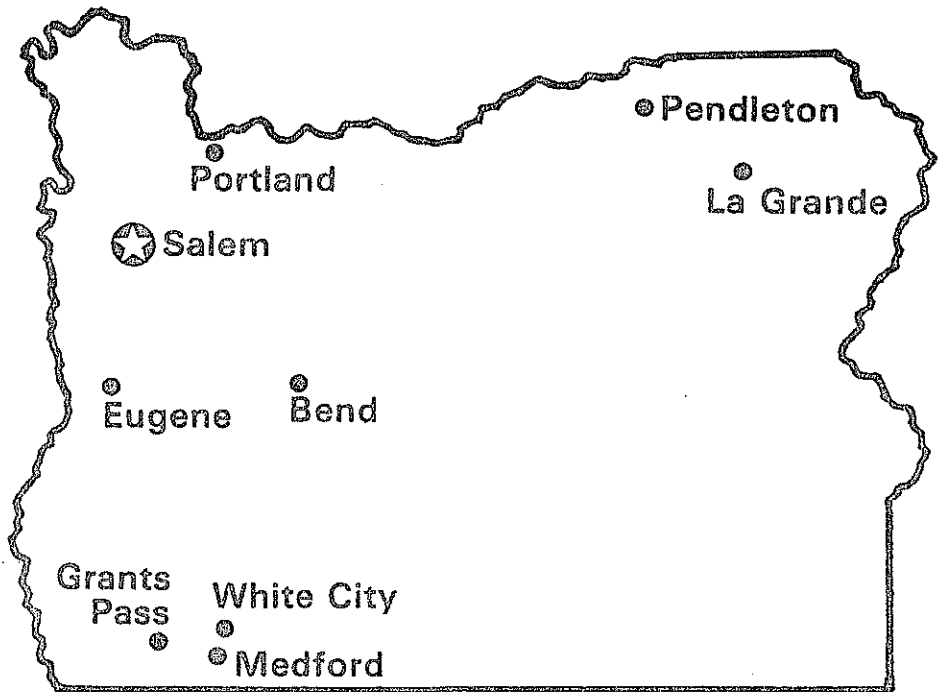 Pendleton
Portland
La Grande
Salem
Eugene
Bend
Grants
Pass
White City
Medford